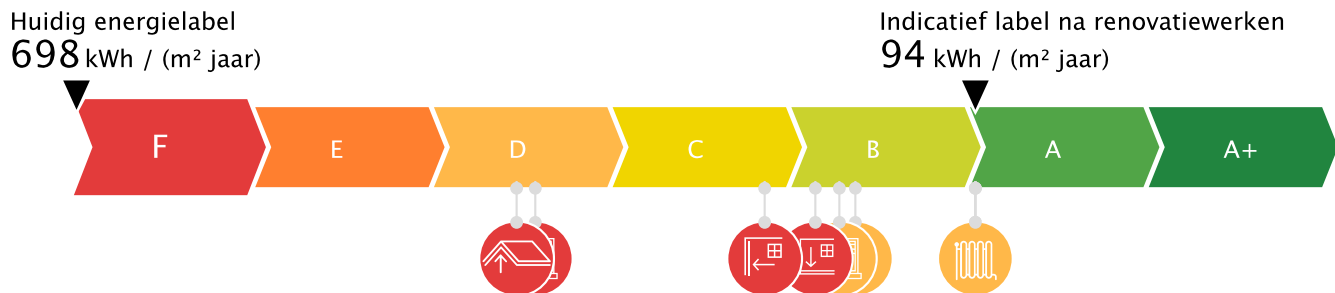 Huidig energielabel
698 kWh / (m² jaar)
Indicatief label na renovatiewerken
94 kWh / (m² jaar)
F E D C B A A+